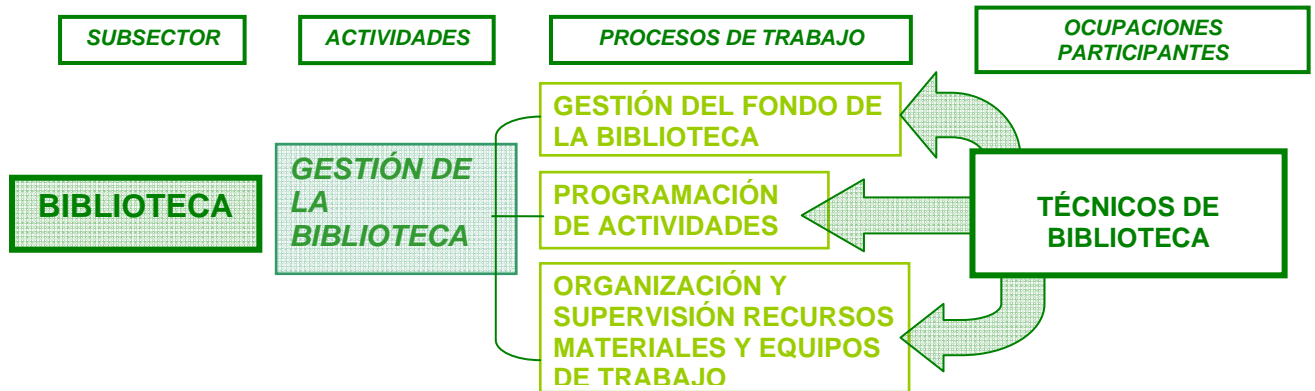 SUBSECTOR
ACTIVIDADES
PROCESOS DE TRABAJO
OCUPACIONES
PARTICIPANTES
BIBLIOTECA
GESTIÓN DE
LA
BIBLIOTECA
GESTIÓN DEL FONDO DE
LA BIBLIOTECA
PROGRAMACIÓN
DE ACTIVIDADES
ORGANIZACIÓN Y
SUPERVISIÓN RECURSOS
MATERIALES Y EQUIPOS
DE TRABAJO
TÉCNICOS DE
BIBLIOTECA